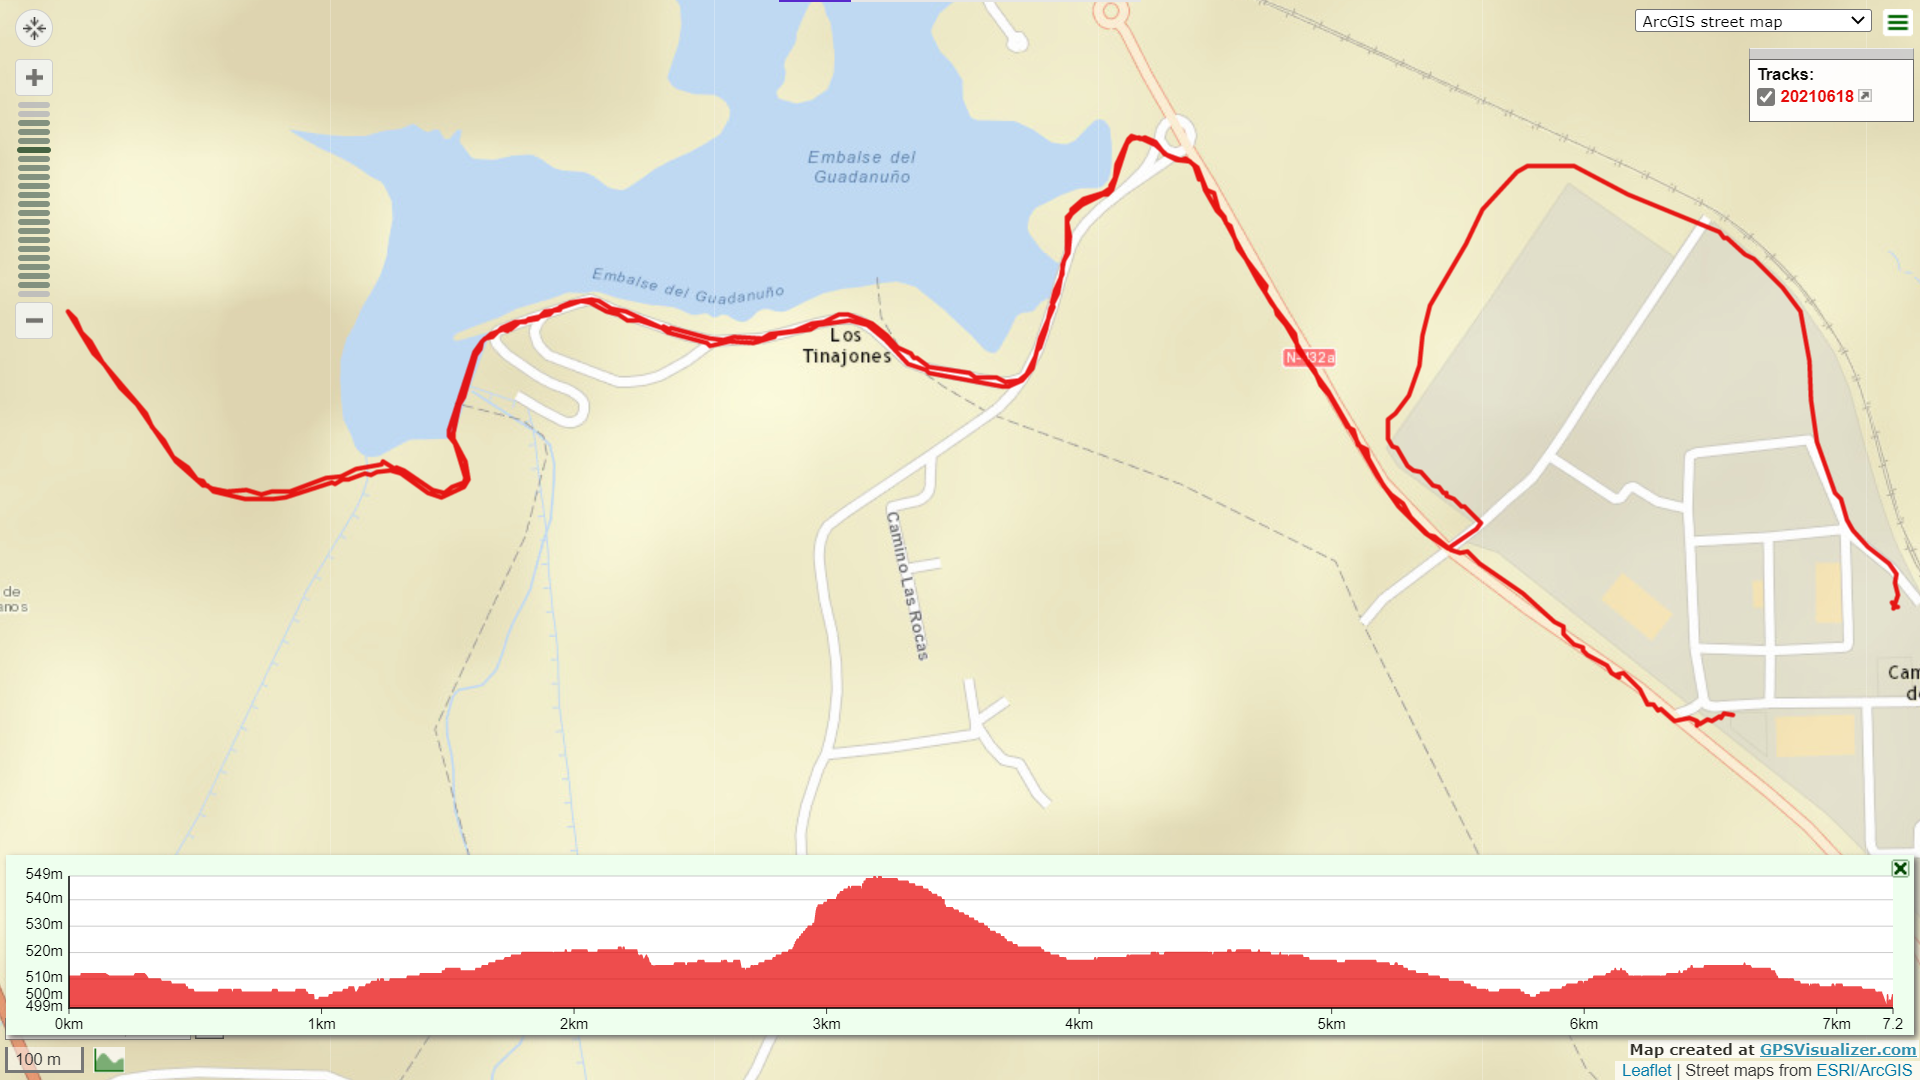 ArcGIS street map
Tracks:
20210618
Embalse del
Guadanuño
Embalse del Guadanuño
Los
Tinajones
Camino Las Rocas
de
Cam
d
549m
540m
530m
520m
510m
500m
499m
0km
1km
2km
3km
4km
5km
6km
7km
7.2
100 m
Map created at GPSVisualizer.com
Leaflet | Street maps from ESRI/ArcGIS